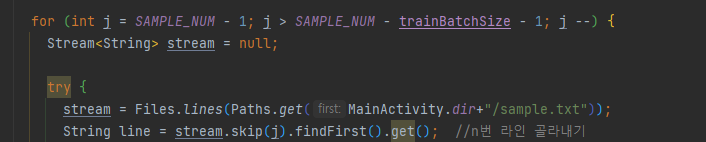 for (int j = SAMPLE_NUM - 1; j > SAMPLE_NUM - trainBatchSize - 1; j --) {
Stream<String> stream = null;
try {
stream = Files.lines(Paths.get( first: MainActivity.dir+"/sample.txt"));
String line = stream.skip(j).findFirst().get();  //n번 라인 골라내기